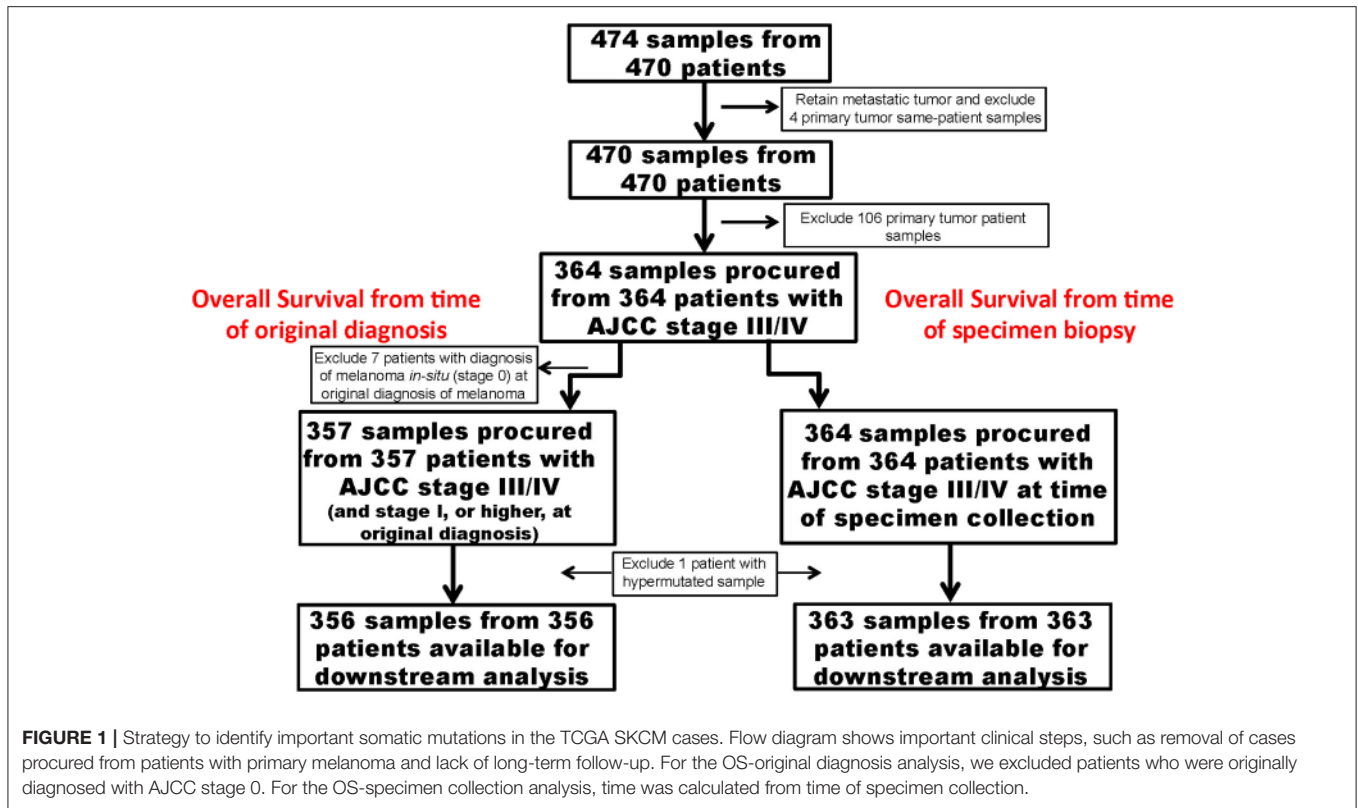 474 samples from
470 patients
Retain metastatic tumor and exclude
4 primary tumor same-patient samples
470 samples from
470 patients
Exclude 106 primary tumor patient
samples
364 samples procured
from 364 patients with
AJCC stage III/IV
Overall Survival from time
of original diagnosis
Overall Survival from time
of specimen biopsy
Exclude 7 patients with diagnosis
of melanoma in-situ (stage 0) at
original diagnosis of melanoma
357 samples procured
from 357 patients with
AJCC stage III/IV
(and stage I, or higher, at
original diagnosis)
364 samples procured
from 364 patients with
AJCC stage III/IV at time
of specimen collection
Exclude 1 patient with
hypermutated sample
356 samples from 356
patients available for
downstream analysis
363 samples from 363
patients available for
downstream analysis
FIGURE 1 | Strategy to identify important somatic mutations in the TCGA SKCM cases. Flow diagram shows important clinical steps, such as removal of cases
procured from patients with primary melanoma and lack of long-term follow-up. For the OS-original diagnosis analysis, we excluded patients who were originally
diagnosed with AJCC stage 0. For the OS-specimen collection analysis, time was calculated from time of specimen collection.